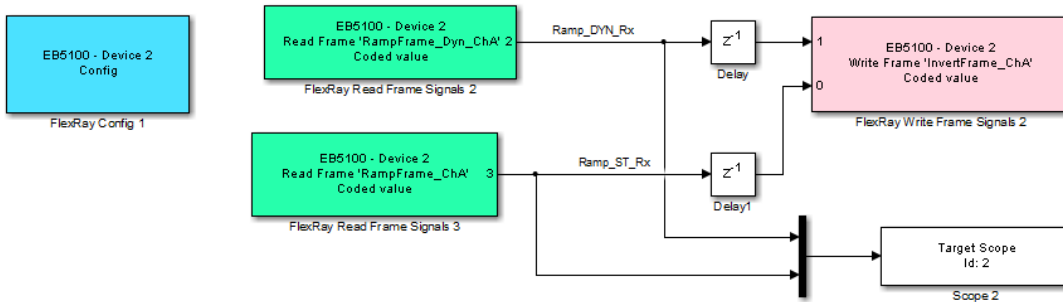 EB5100 - Device 2
Config
FlexRay Config 1
EB5100 - Device 2
Read Frame 'RampFrame_Dyn_ChA' 2
Coded value
FlexRay Read Frame Signals 2
Ramp_DYN_Rx
z-1
Delay
1
0
EB5100 - Device 2
Write Frame 'InvertFrame_ChA'
Coded value
FlexRay Write Frame Signals 2
EB5100 - Device 2
Read Frame 'RampFrame_ChA' 3
Coded value
FlexRay Read Frame Signals 3
Ramp_ST_Rx
z-1
Delay1
Target Scope
Id: 2
Scope 2